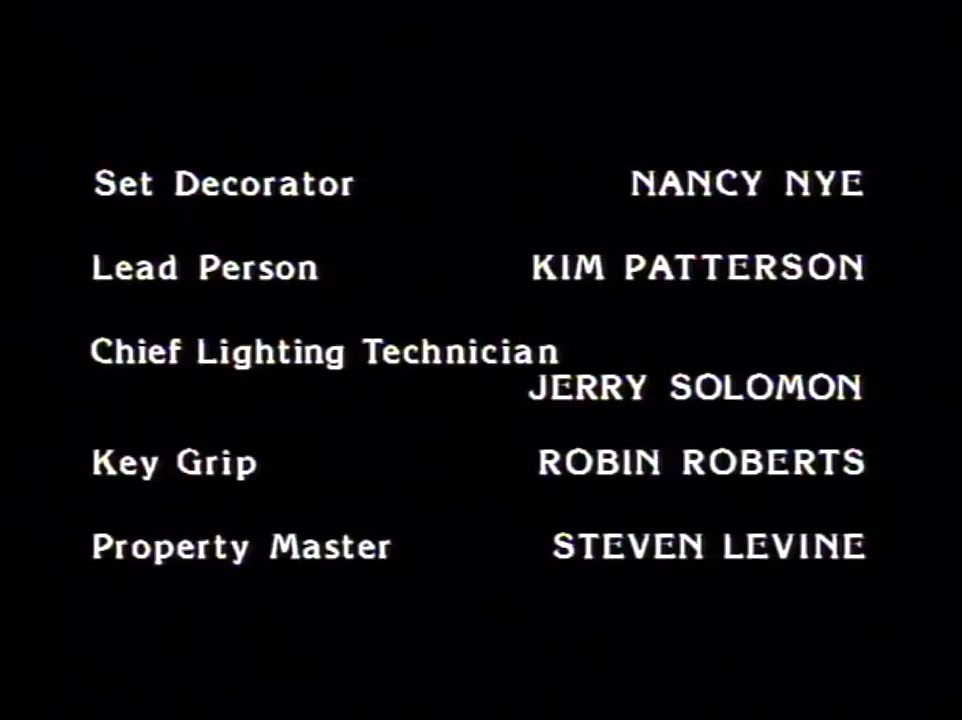 Set Decorator NANCY NYE
Lead Person KIM PATTERSON
Chief Lighting Technician
JERRY SOLOMON
Key Grip ROBIN ROBERTS
Property Master STEVEN LEVINE